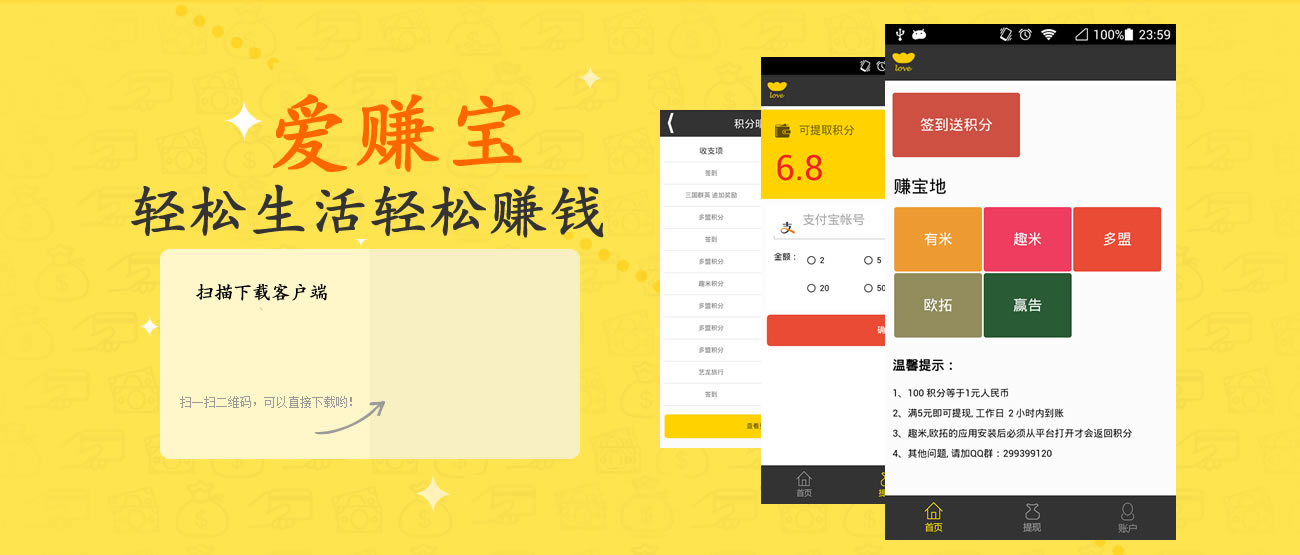 爱赚宝
轻松生活轻松赚钱
扫描下载客户端
扫一扫二维码，可以直接下载哟!
积分明
收支项
签到
三国群英 追加奖励
多盟积分
签到
多盟积分
趣米积分
多盟积分
多盟积分
多盟积分
艺龙旅行
签到
love
可提取积分
6.8
支付宝帐号
金额：
2
5
20
50
确
首页
100%
23:59
love
签到送积分
赚宝地
有米
趣米
多盟
欧拓
赢告
温馨提示：
1、100 积分等于1元人民币
2、满5元即可提现, 工作日 2 小时内到账
3、趣米,欧拓的应用安装后必须从平台打开才会返回积分
4、其他问题, 请加QQ群：299399120
首页
提现
账户